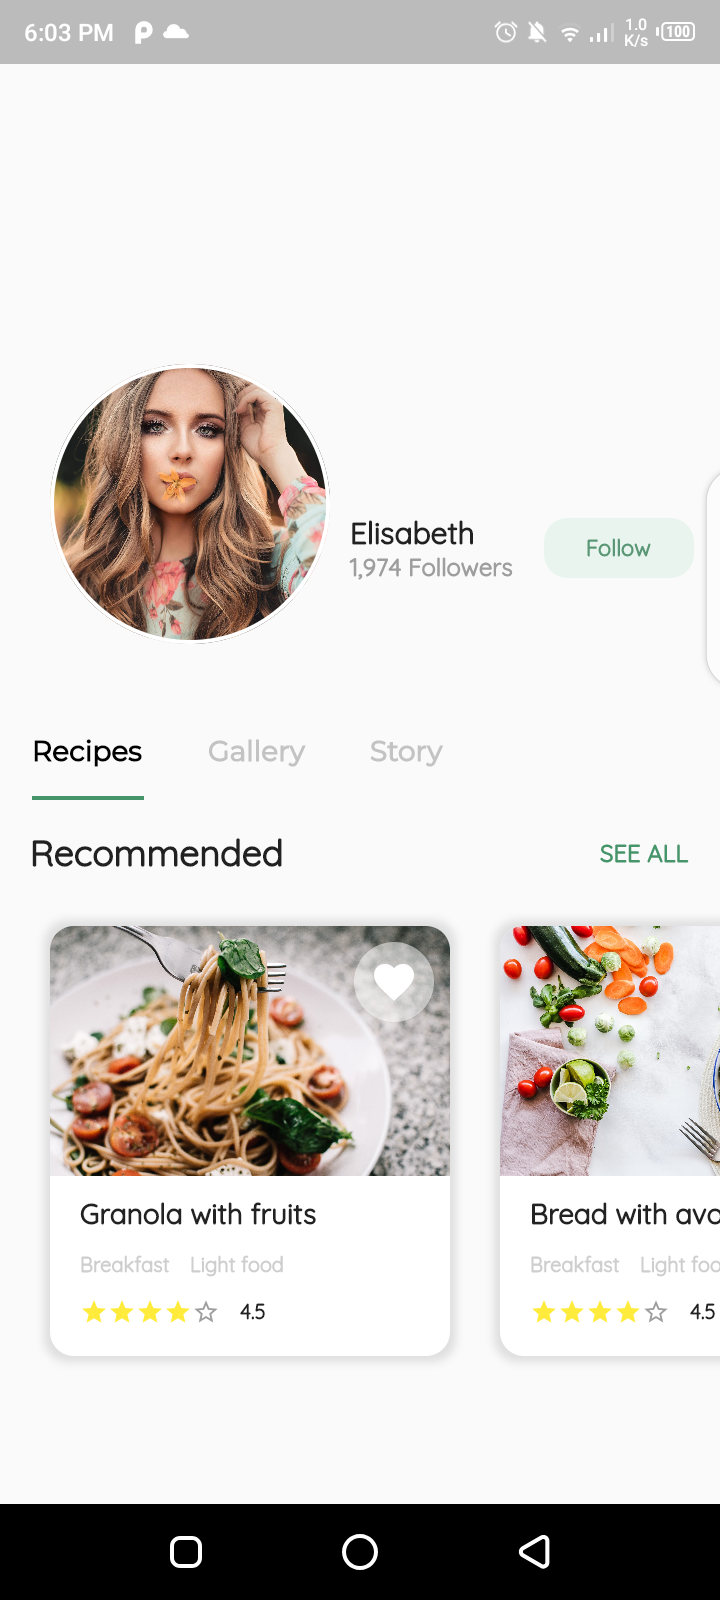 6:03 PM
1.0
K/s
100
Elisabeth
1,974 Followers
Follow
Recipes Gallery Story
Recommended
SEE ALL
Granola with fruits
Breakfast Light food
4.5
Bread with avo
Breakfast Light foo
4.5